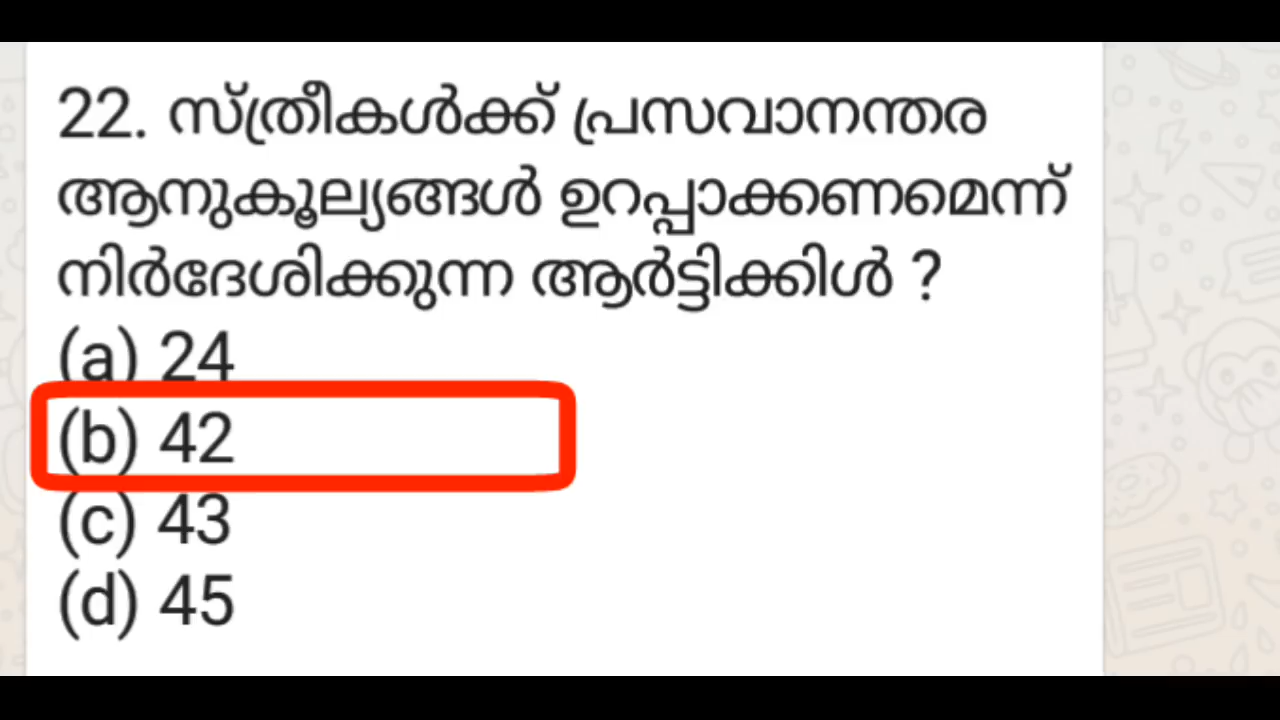 22. സ്ത്രീകൾക്ക് പ്രസവാനന്തര
ആനുകൂല്യങ്ങൾ ഉറപ്പാക്കണമെന്ന്
നിർദേശിക്കുന്ന ആർട്ടിക്കിൾ ?
(a) 24
(b) 42
(c) 43
(d) 45